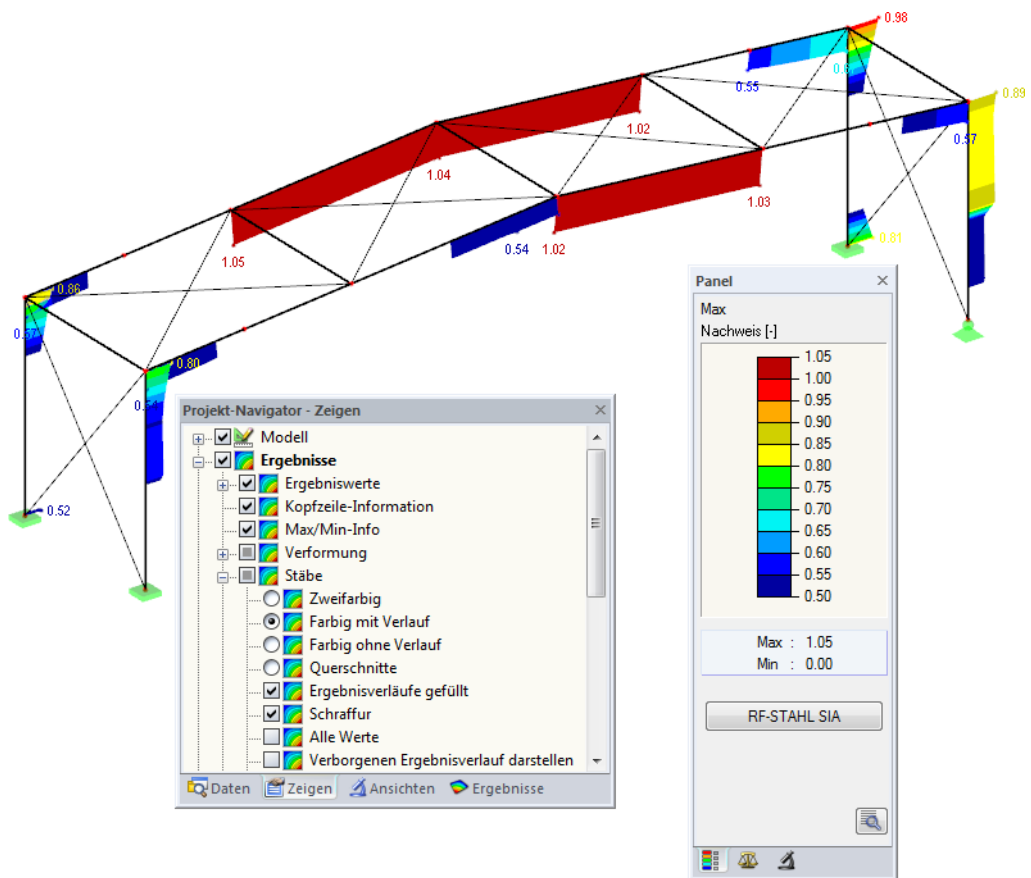 0.98
0.55
0.89
0.57
1.02
1.04
1.03
1.05
0.54
1.02
0.81
0.86
0.57
0.80
0.52
Projekt-Navigator - Zeigen
Modell
Ergebnisse
Ergebniswerte
Kopfzeile-Information
Max/Min-Info
Verformung
Stäbe
Zweifarbig
Farbig mit Verlauf
Farbig ohne Verlauf
Querschnitte
Ergebnisverläufe gefüllt
Schraffur
Alle Werte
Verborgenen Ergebnisverlauf darstellen
Daten Zeigen Ansichten Ergebnisse
Panel
Max
Nachweis [-]
1.05
1.00
0.95
0.90
0.85
0.80
0.75
0.70
0.65
0.60
0.55
0.50
Max : 1.05
Min : 0.00
RF-STAHL SIA